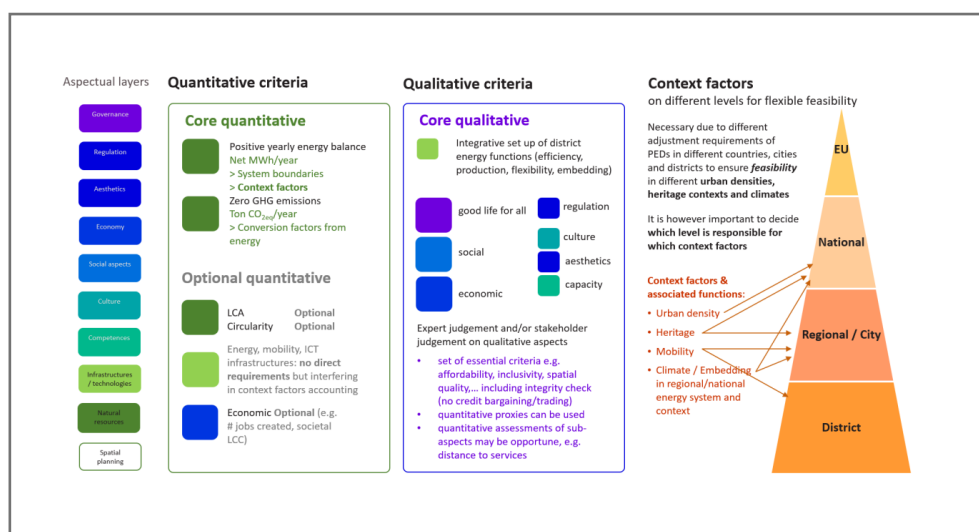 Aspectual layers
Governance
Regulation
Aesthetics
Economy
Social aspects
Culture
Competences
Infrastructures
/ technologies
Natural
resources
Spatial
planning
Quantitative criteria
Core quantitative
Positive yearly energy balance
Net MWh/year
> System boundaries
> Context factors
Zero GHG emissions
Ton CO2eq/year
> Conversion factors from
energy
Optional quantitative
LCA Optional
Circularity Optional
Energy, mobility, ICT
infrastructures: no direct
requirements but interfering
in context factors accounting
Economic Optional (e.g.
# jobs created, societal
LCC)
Qualitative criteria
Core qualitative
Integrative set up of district
energy functions (efficiency,
production, flexibility, embedding)
good life for all
regulation
social
culture
aesthetics
economic
capacity
Expert judgement and/or stakeholder
judgement on qualitative aspects
• set of essential criteria e.g.
affordability, inclusivity, spatial
quality,... including integrity check
(no credit bargaining/trading)
• quantitative proxies can be used
• quantitative assessments of sub-
aspects may be opportune, e.g.
distance to services
Context factors
on different levels for flexible feasibility
Necessary due to different
adjustment requirements of
PEDs in different countries, cities
and districts to ensure feasibility
in different urban densities,
heritage contexts and climates
It is however important to decide
which level is responsible for
which context factors
Context factors &
associated functions:
• Urban density
• Heritage
• Mobility
• Climate / Embedding
in regional/national
energy system and
context
EU
National
Regional / City
District